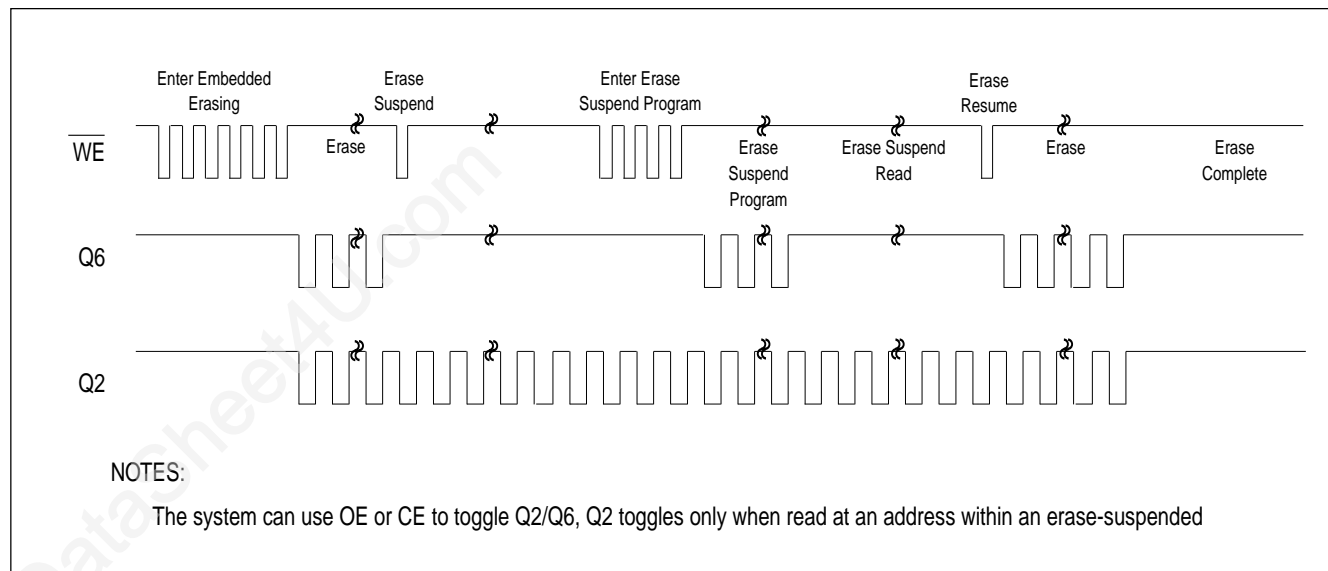 Enter Embedded
Erasing
Erase
Suspend
Enter Erase
Suspend Program
Erase
Resume
WE
Erase
Erase
Suspend
Program
Erase Suspend
Read
Erase
Erase
Complete
Q6
Q2
NOTES:
The system can use OE or CE to toggle Q2/Q6, Q2 toggles only when read at an address within an erase-suspended
DataSheet4U.com